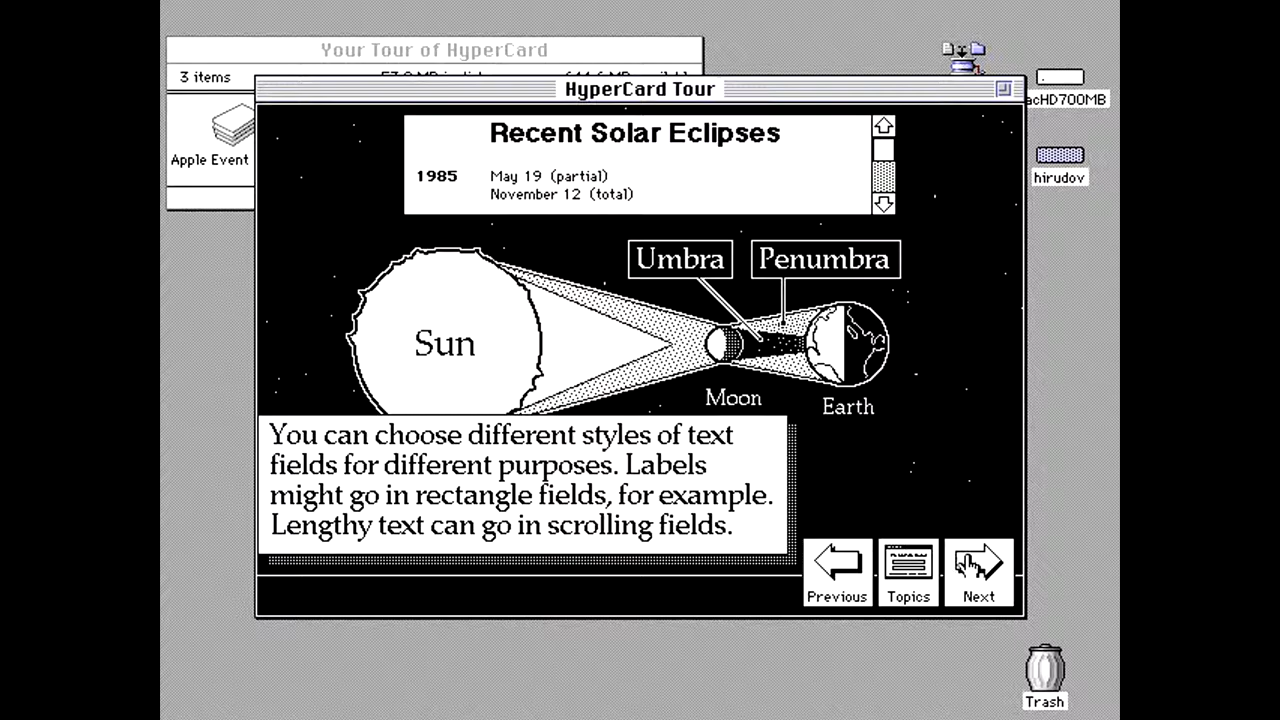 Your Tour of HyperCard
3 items
HyperCard Tour
acHD700MB
Recent Solar Eclipses
1985 May 19 (partial)
November 12 (total)
Apple Event
hirudov
Umbra
Penumbra
Sun
Moon
Earth
You can choose different styles of text
fields for different purposes. Labels
might go in rectangle fields, for example.
Lengthy text can go in scrolling fields.
Previous
Topics
Next
Trash